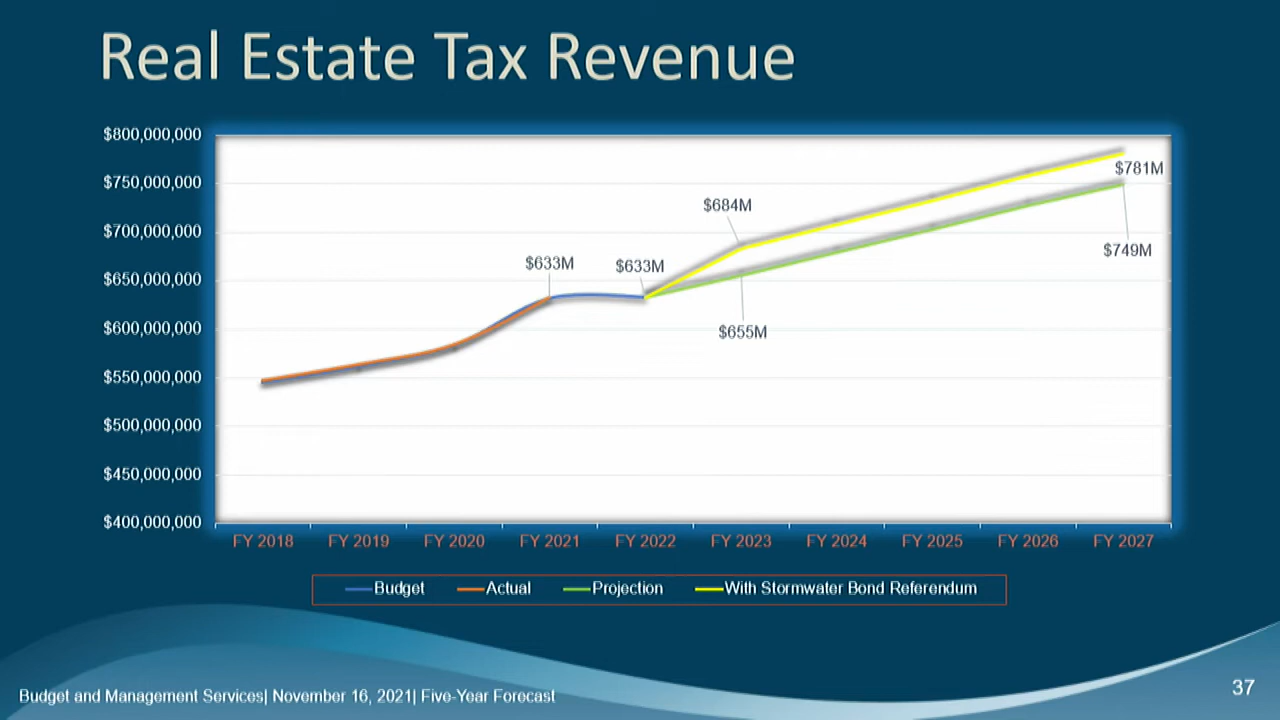 Real Estate Tax Revenue
$800,000,000
$750,000,000
$700,000,000
$650,000,000
$600,000,000
$550,000,000
$500,000,000
$450,000,000
$400,000,000
$633M
$633M
$684M
$655M
$781M
$749M
FY 2018 FY 2019 FY 2020 FY 2021 FY 2022 FY 2023 FY 2024 FY 2025 FY 2026 FY 2027
Budget Actual Projection With Stormwater Bond Referendum
Budget and Management Services| November 16, 2021| Five-Year Forecast
37